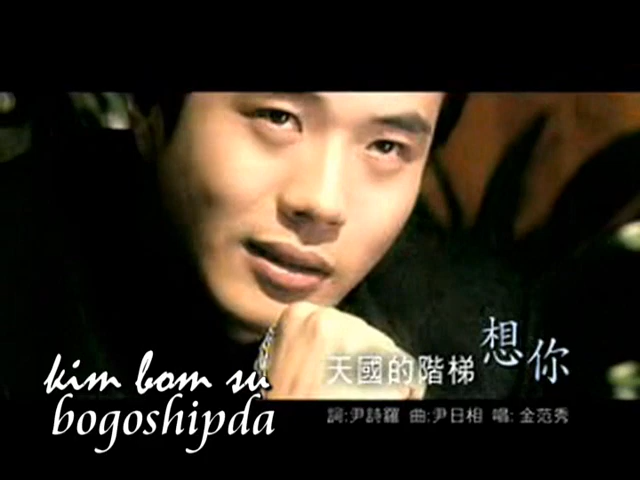 想你
天國的階梯
kim bom su
bogoshipda
詞:尹詩羅 曲:尹日相 唱: 金范秀